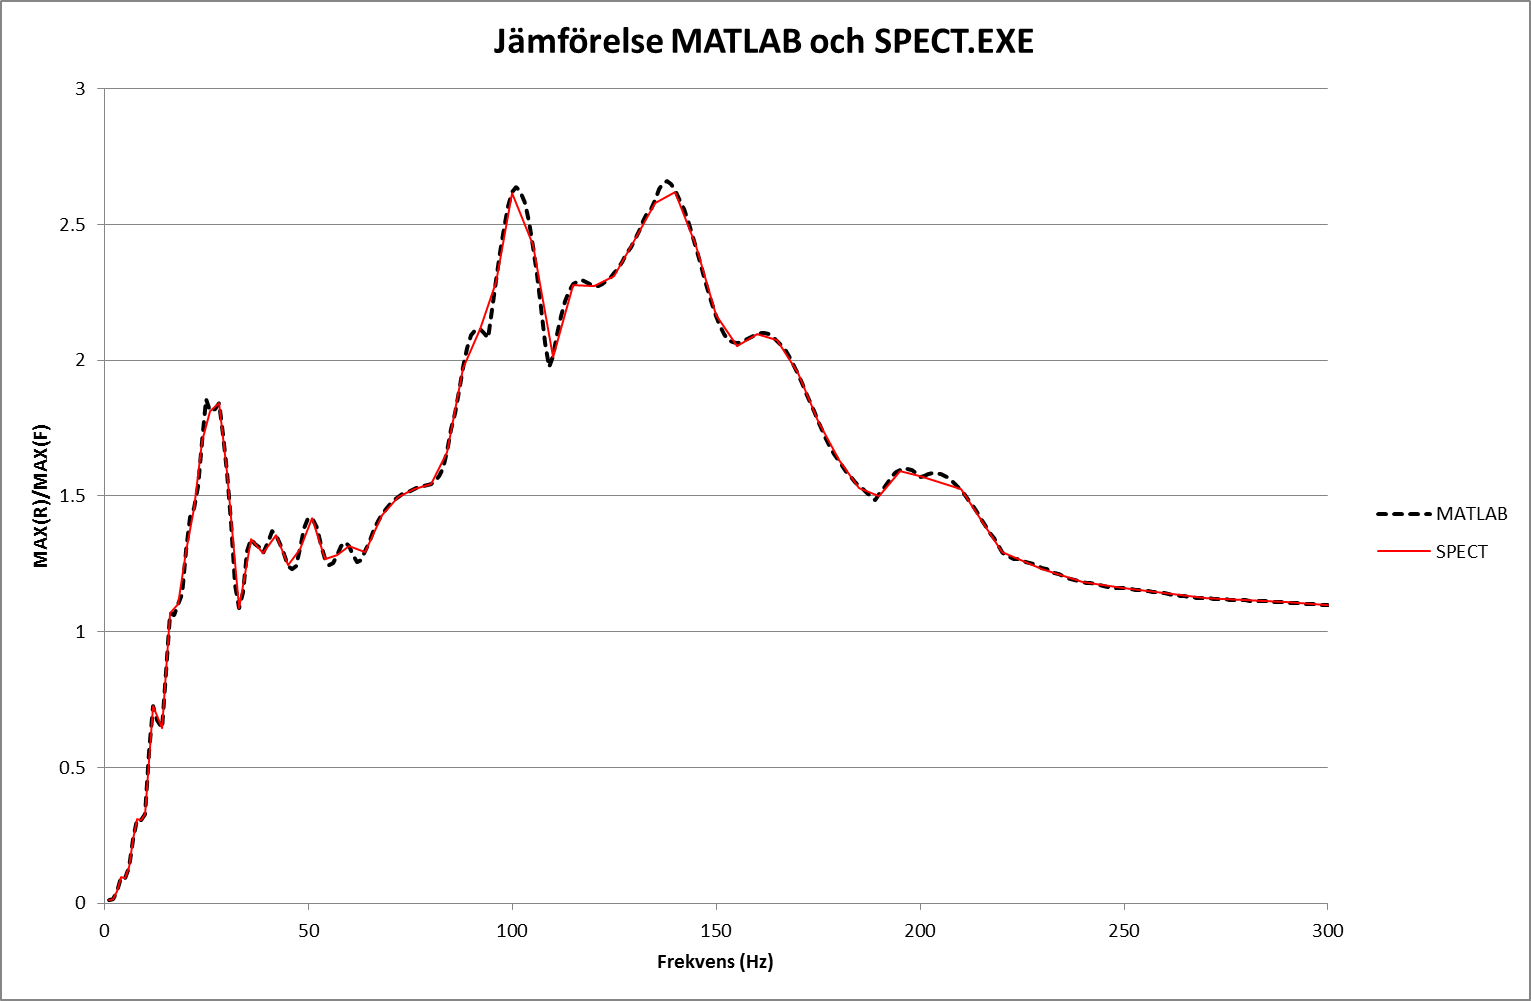 Jämförelse MATLAB och SPECT.EXE
3
2.5
2
1.5
1
0.5
0
MAX(R)/MAX(F)
0 50 100 150 200 250 300
Frekvens (Hz)
MATLAB
SPECT